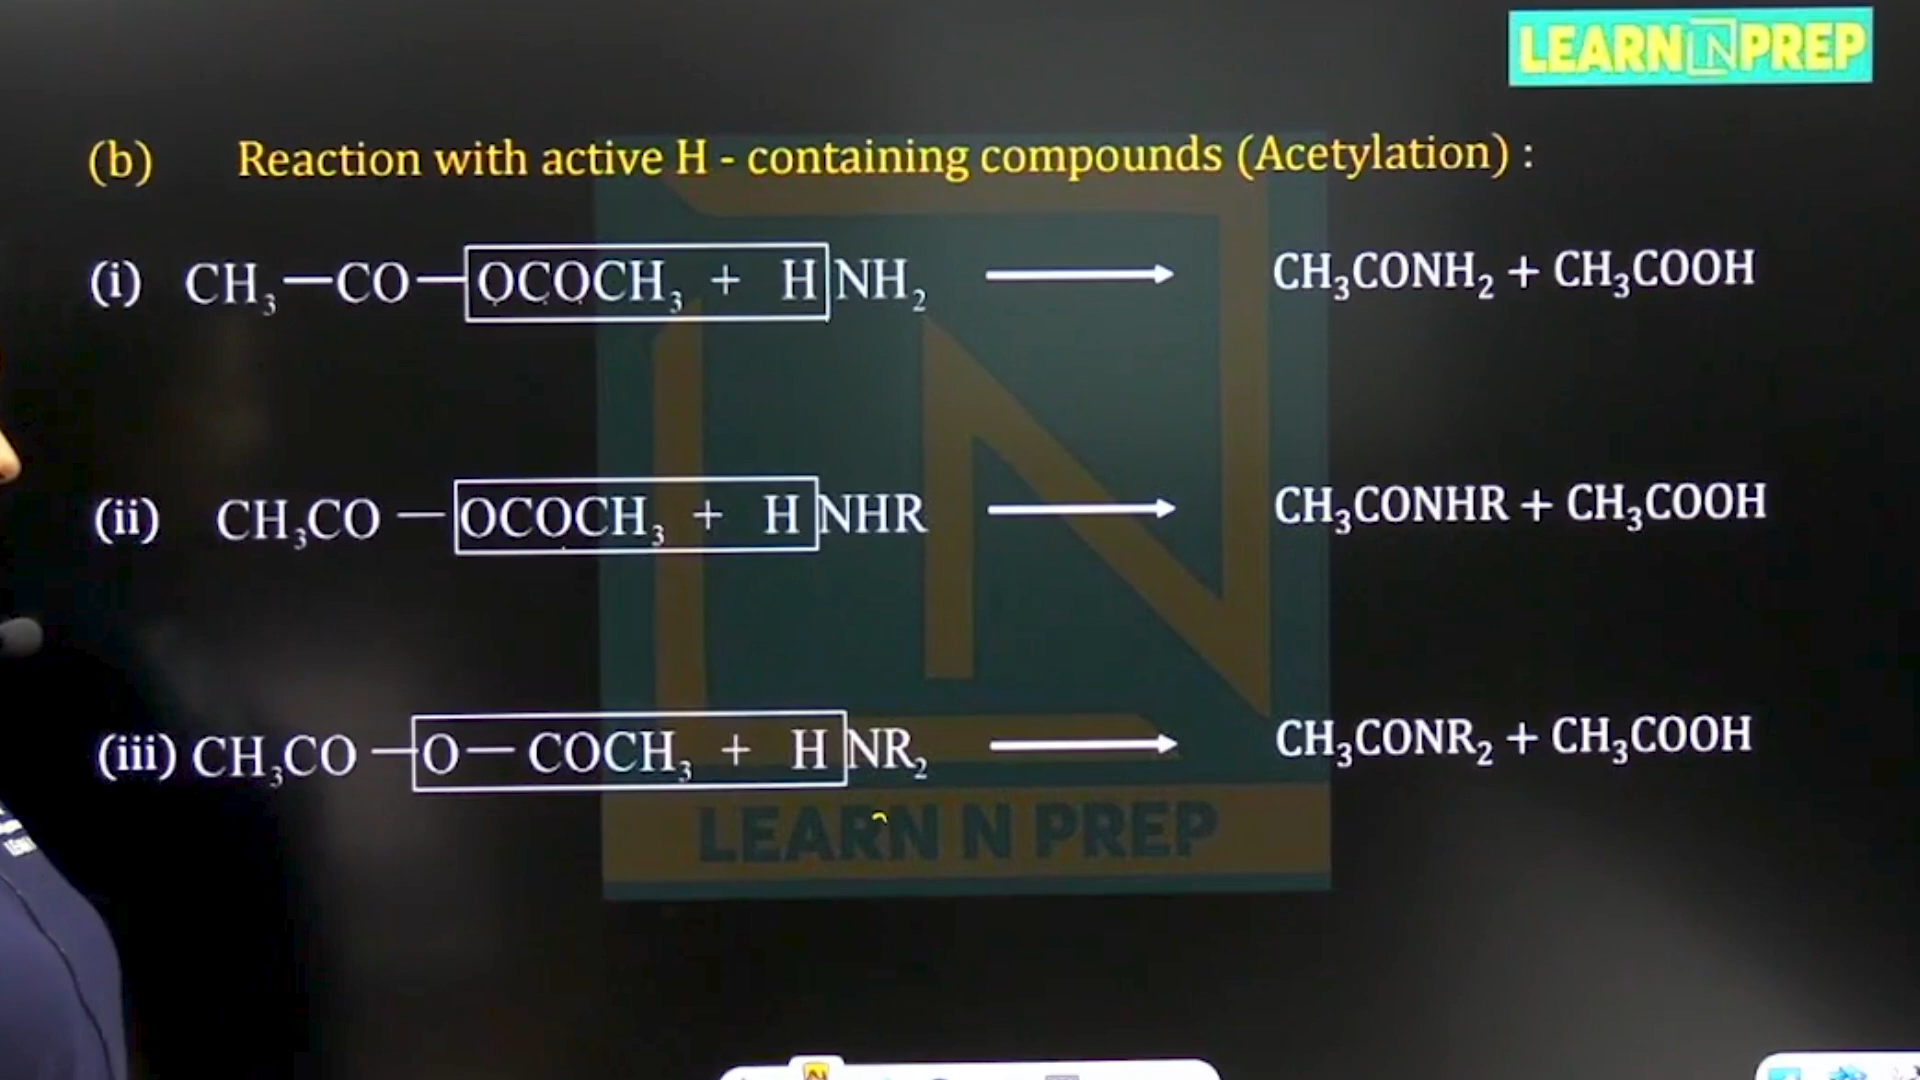 LEARN N PREP
(b) Reaction with active H - containing compounds (Acetylation) :
(i) CH₃—CO—OCOCH₃ + H NH₂ ⟶ CH₃CONH₂ + CH₃COOH
(ii) CH₃CO —OCOCH₃ + H NHR ⟶ CH₃CONHR + CH₃COOH
(iii) CH₃CO —O— COCH₃ + H NR₂ ⟶ CH₃CONR₂ + CH₃COOH
LEARN N PREP